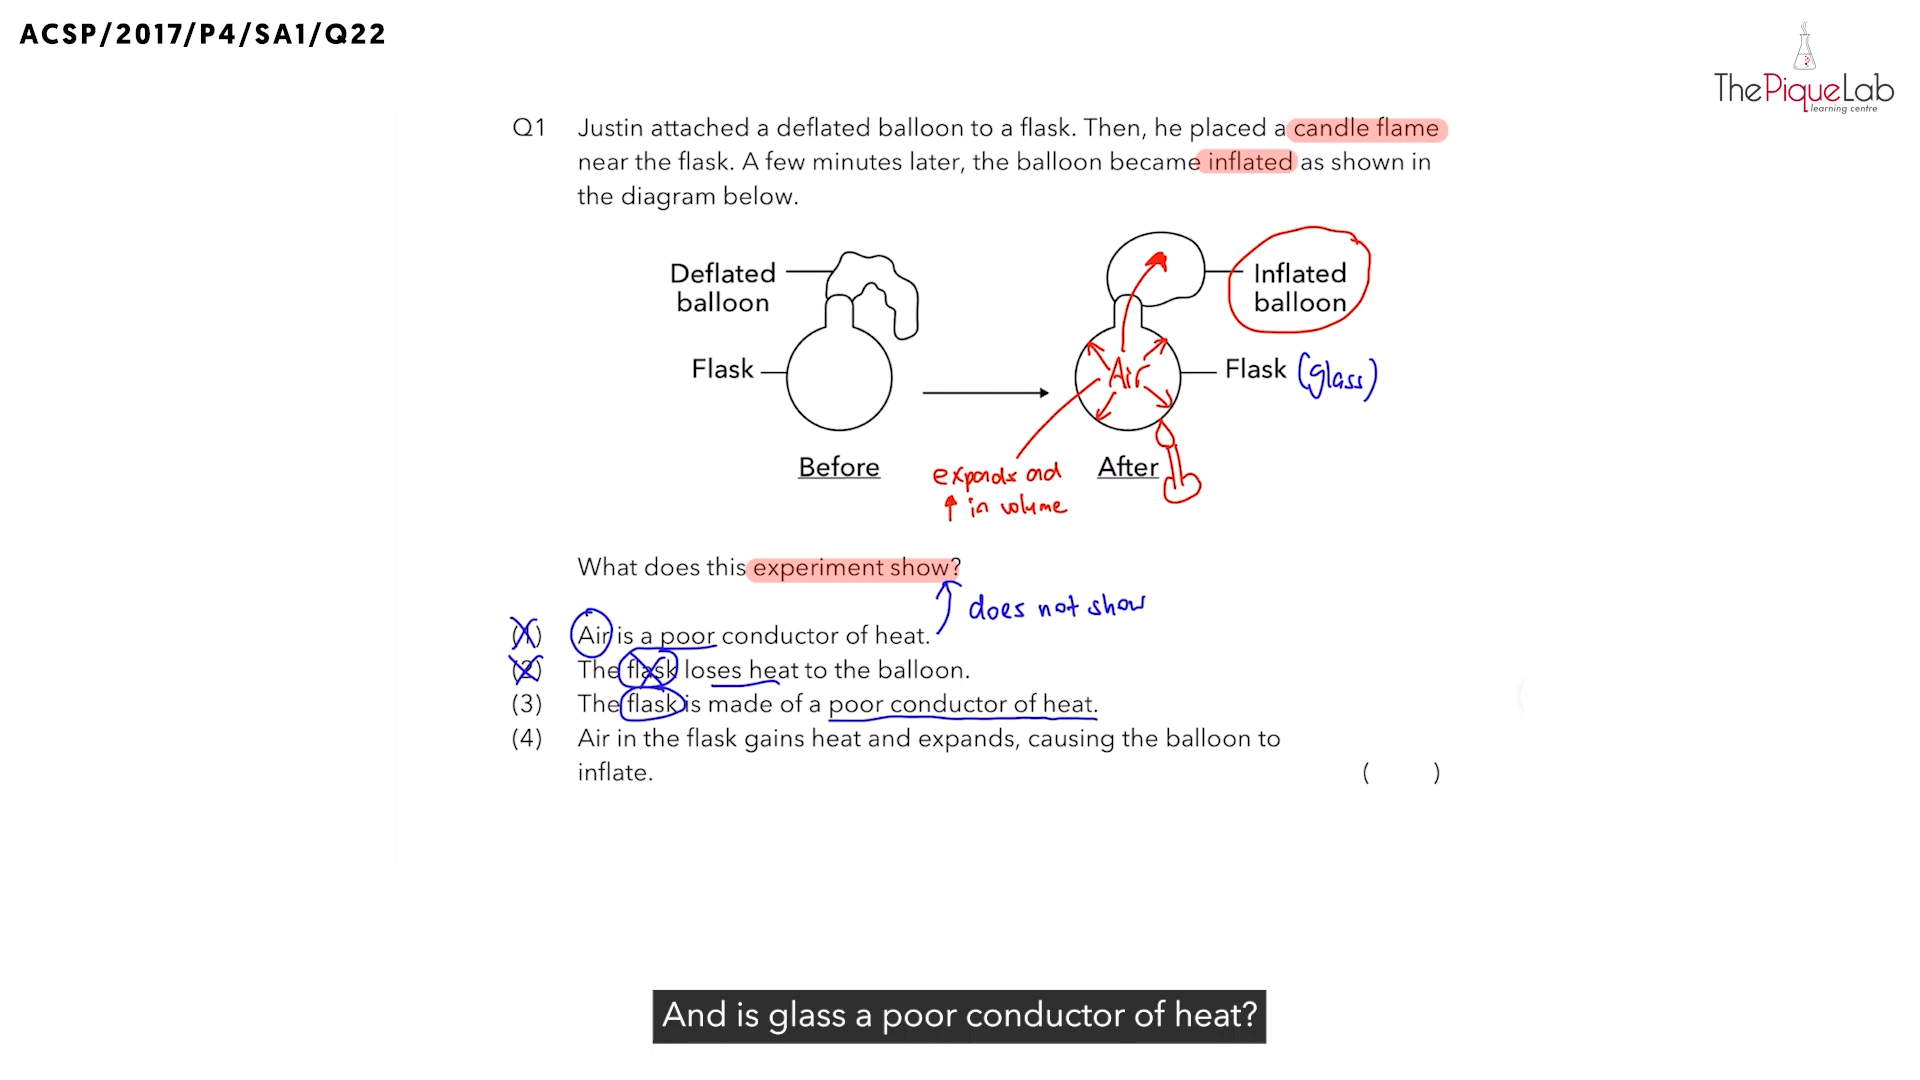 ACSP/2017/P4/SA1/Q22
ThePiqueLab
learning centre
Q1 Justin attached a deflated balloon to a flask. Then, he placed a candle flame
near the flask. A few minutes later, the balloon became inflated as shown in
the diagram below.
Deflated
balloon
Inflated
balloon
Flask
Air
Flask (glass)
Before
After
expands and
↑ in volume
What does this experiment show?
does not show
(1) Air is a poor conductor of heat.
(2) The flask loses heat to the balloon.
(3) The flask is made of a poor conductor of heat.
(4) Air in the flask gains heat and expands, causing the balloon to
inflate. ( )
And is glass a poor conductor of heat?